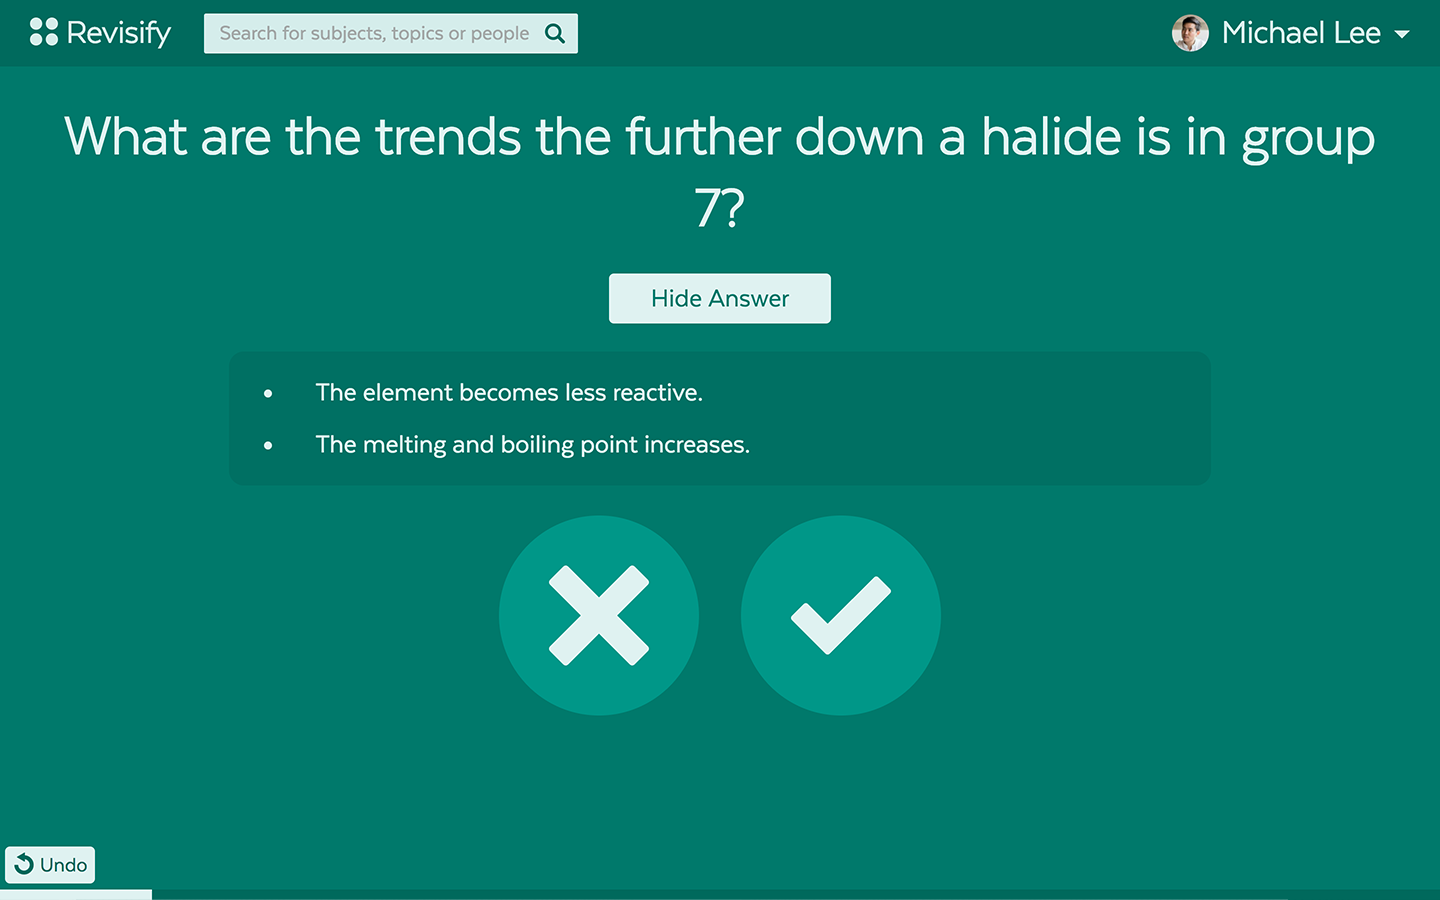 Revisify
Search for subjects, topics or people
Michael Lee
What are the trends the further down a halide is in group
7?
Hide Answer
• The element becomes less reactive.
• The melting and boiling point increases.
Undo